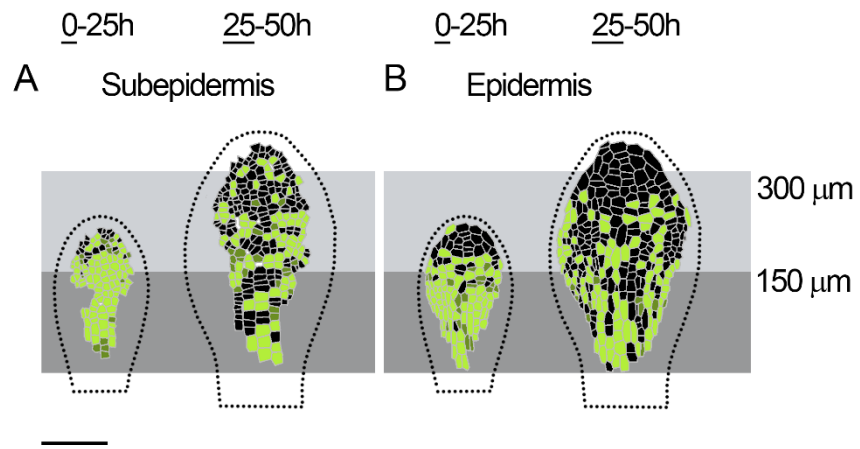 0-25h 25-50h 0-25h 25-50h
A Subepidermis B Epidermis
300 μm
150 μm